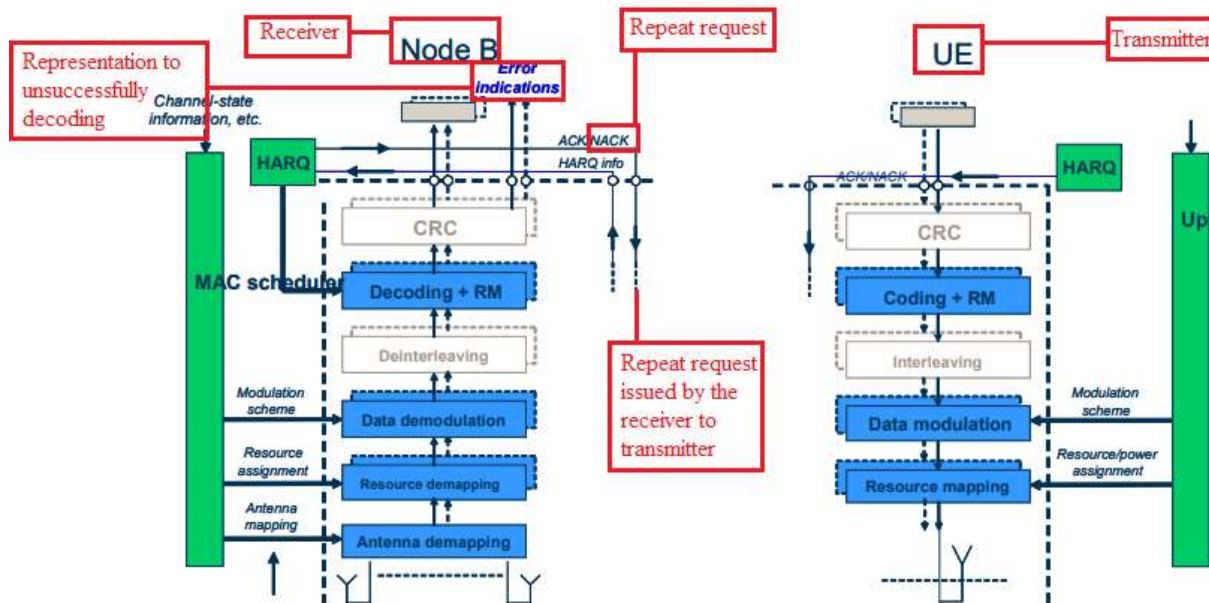 Receiver
Node B
Repeat request
UE
Transmitter
Representation to
unsuccessfully
decoding
Error
indications
Channel-state
information, etc.
HARQ
ACK/NACK
HARQ info
ACK/NACK
HARQ
CRC
CRC
Up
MAC scheduler
Decoding + RM
Coding + RM
Deinterleaving
Interleaving
Repeat request
issued by the
receiver to
transmitter
Modulation
scheme
Data demodulation
Data modulation
Modulation
scheme
Resource
assignment
Resource demapping
Resource mapping
Resource/power
assignment
Antenna
mapping
Antenna demapping